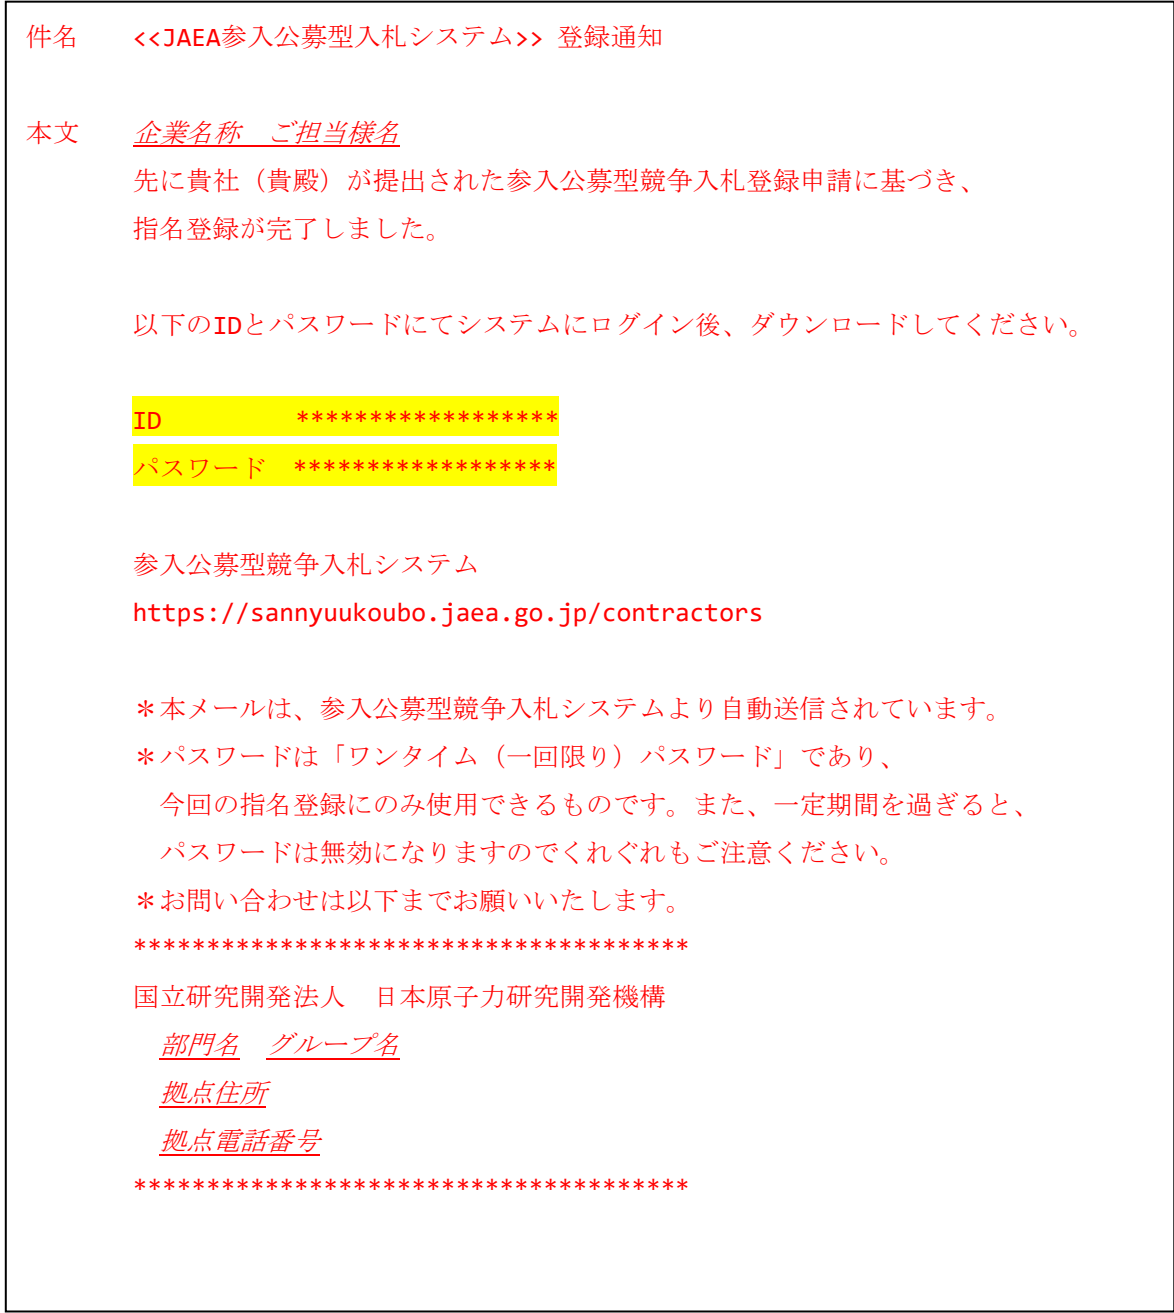 件名　　<<JAEA参入公募型入札システム>> 登録通知
本文　　企業名称　ご担当様名
先に貴社（貴殿）が提出された参入公募型競争入札登録申請に基づき、
指名登録が完了しました。
以下のIDとパスワードにてシステムにログイン後、ダウンロードしてください。
ID　　　　　******************
パスワード　******************
参入公募型競争入札システム
https://sannyuukoubo.jaea.go.jp/contractors
＊本メールは、参入公募型競争入札システムより自動送信されています。
＊パスワードは「ワンタイム（一回限り）パスワード」であり、
今回の指名登録にのみ使用できるものです。また、一定期間を過ぎると、
パスワードは無効になりますのでくれぐれもご注意ください。
＊お問い合わせは以下までお願いいたします。
**************************************
国立研究開発法人　日本原子力研究開発機構
部門名　グループ名
拠点住所
拠点電話番号
**************************************